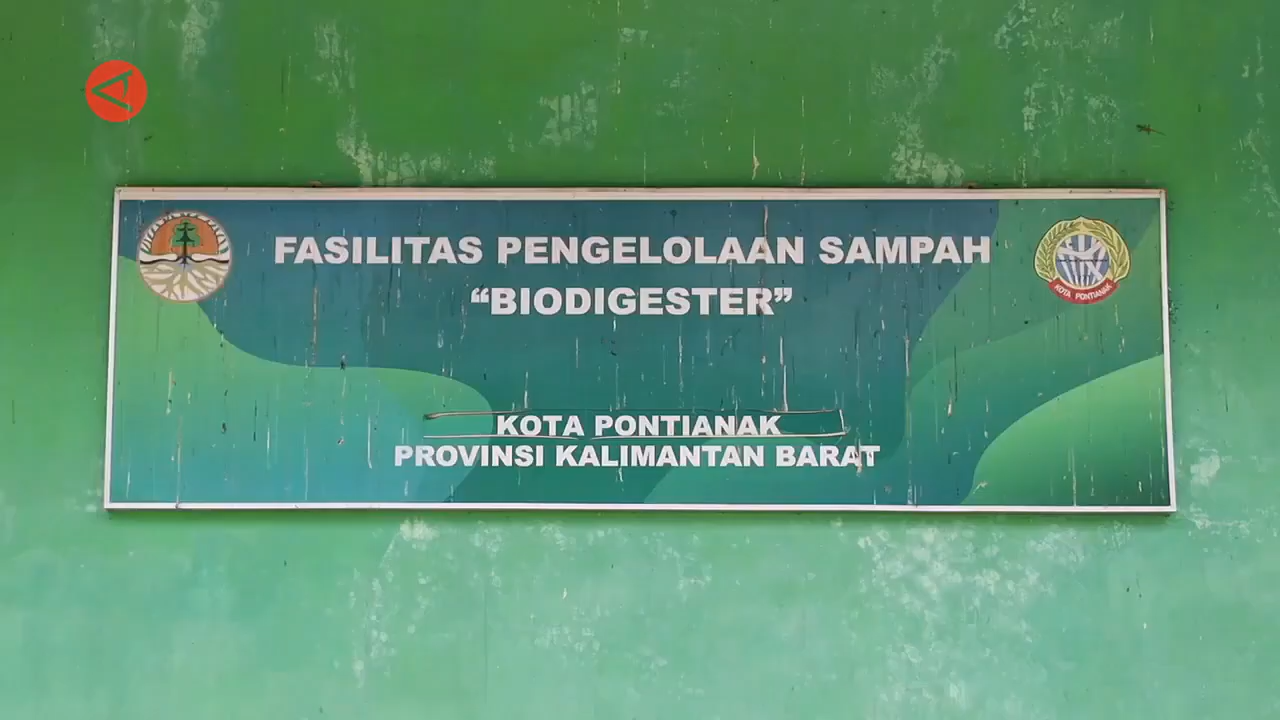 FASILITAS PENGELOLAAN SAMPAH
“BIODIGESTER”
KOTA PONTIANAK
KOTA PONTIANAK
PROVINSI KALIMANTAN BARAT